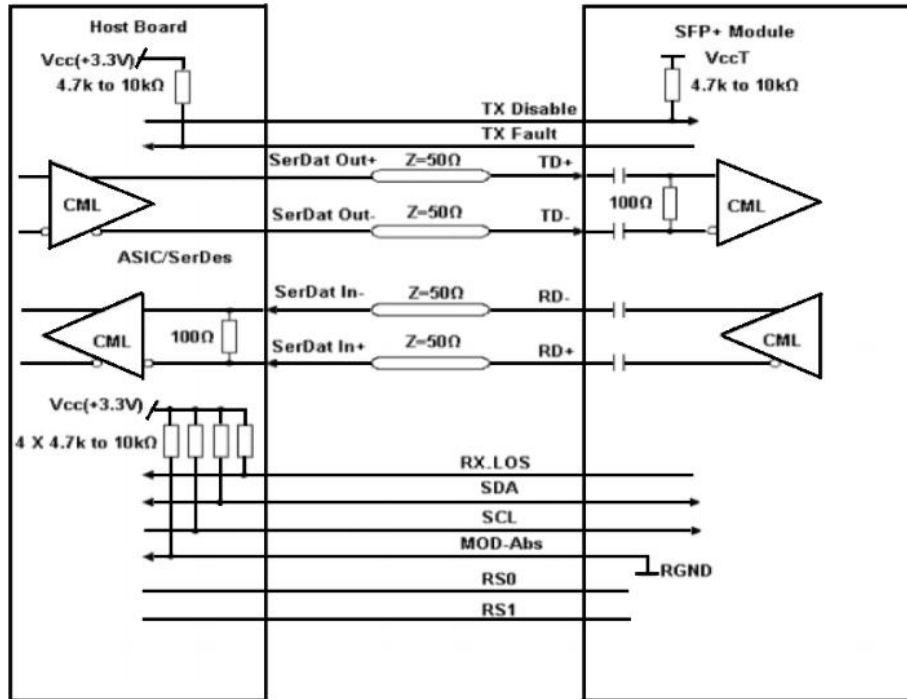 Host Board
SFP+ Module
Vcc(+3.3V)
4.7k to 10kΩ
VccT
4.7k to 10kΩ
TX Disable
TX Fault
SerDat Out+
Z=50Ω
TD+
CML
100Ω
CML
SerDat Out-
Z=50Ω
TD-
ASIC/SerDes
SerDat In-
Z=50Ω
RD-
CML
100Ω
CML
SerDat In+
Z=50Ω
RD+
Vcc(+3.3V)
4 X 4.7k to 10kΩ
RX.LOS
SDA
SCL
MOD-Abs
RGND
RS0
RS1